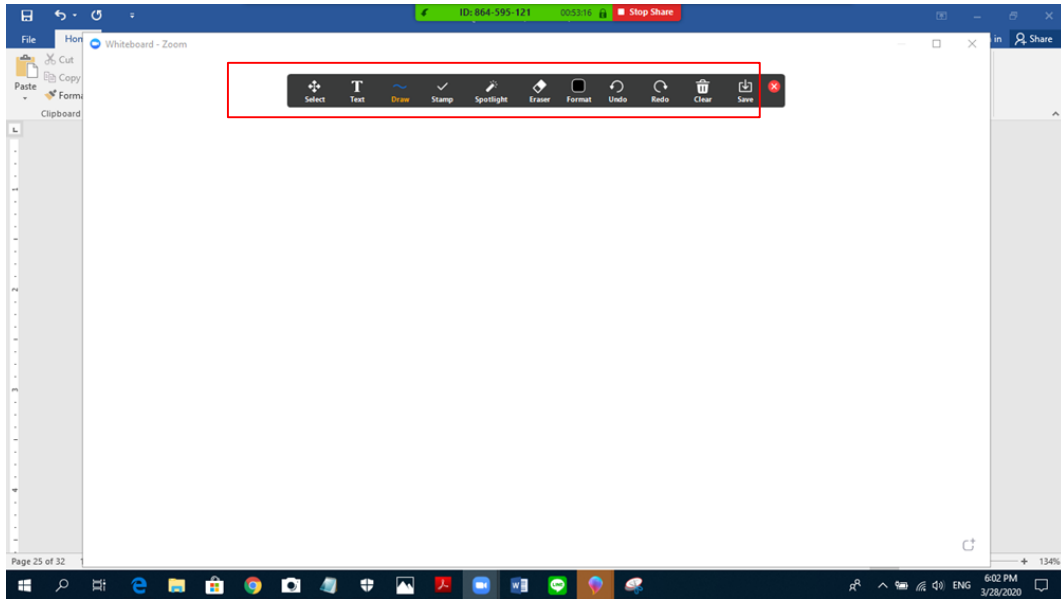 ID: 864-595-121 00:53:16 Stop Share
File Hon in Share
Whiteboard - Zoom
Cut
Copy
Paste
Forma
Clipboard
Select Text Draw Stamp Spotlight Eraser Format Undo Redo Clear Save
Page 25 of 32
134%
ENG
6:02 PM
3/28/2020